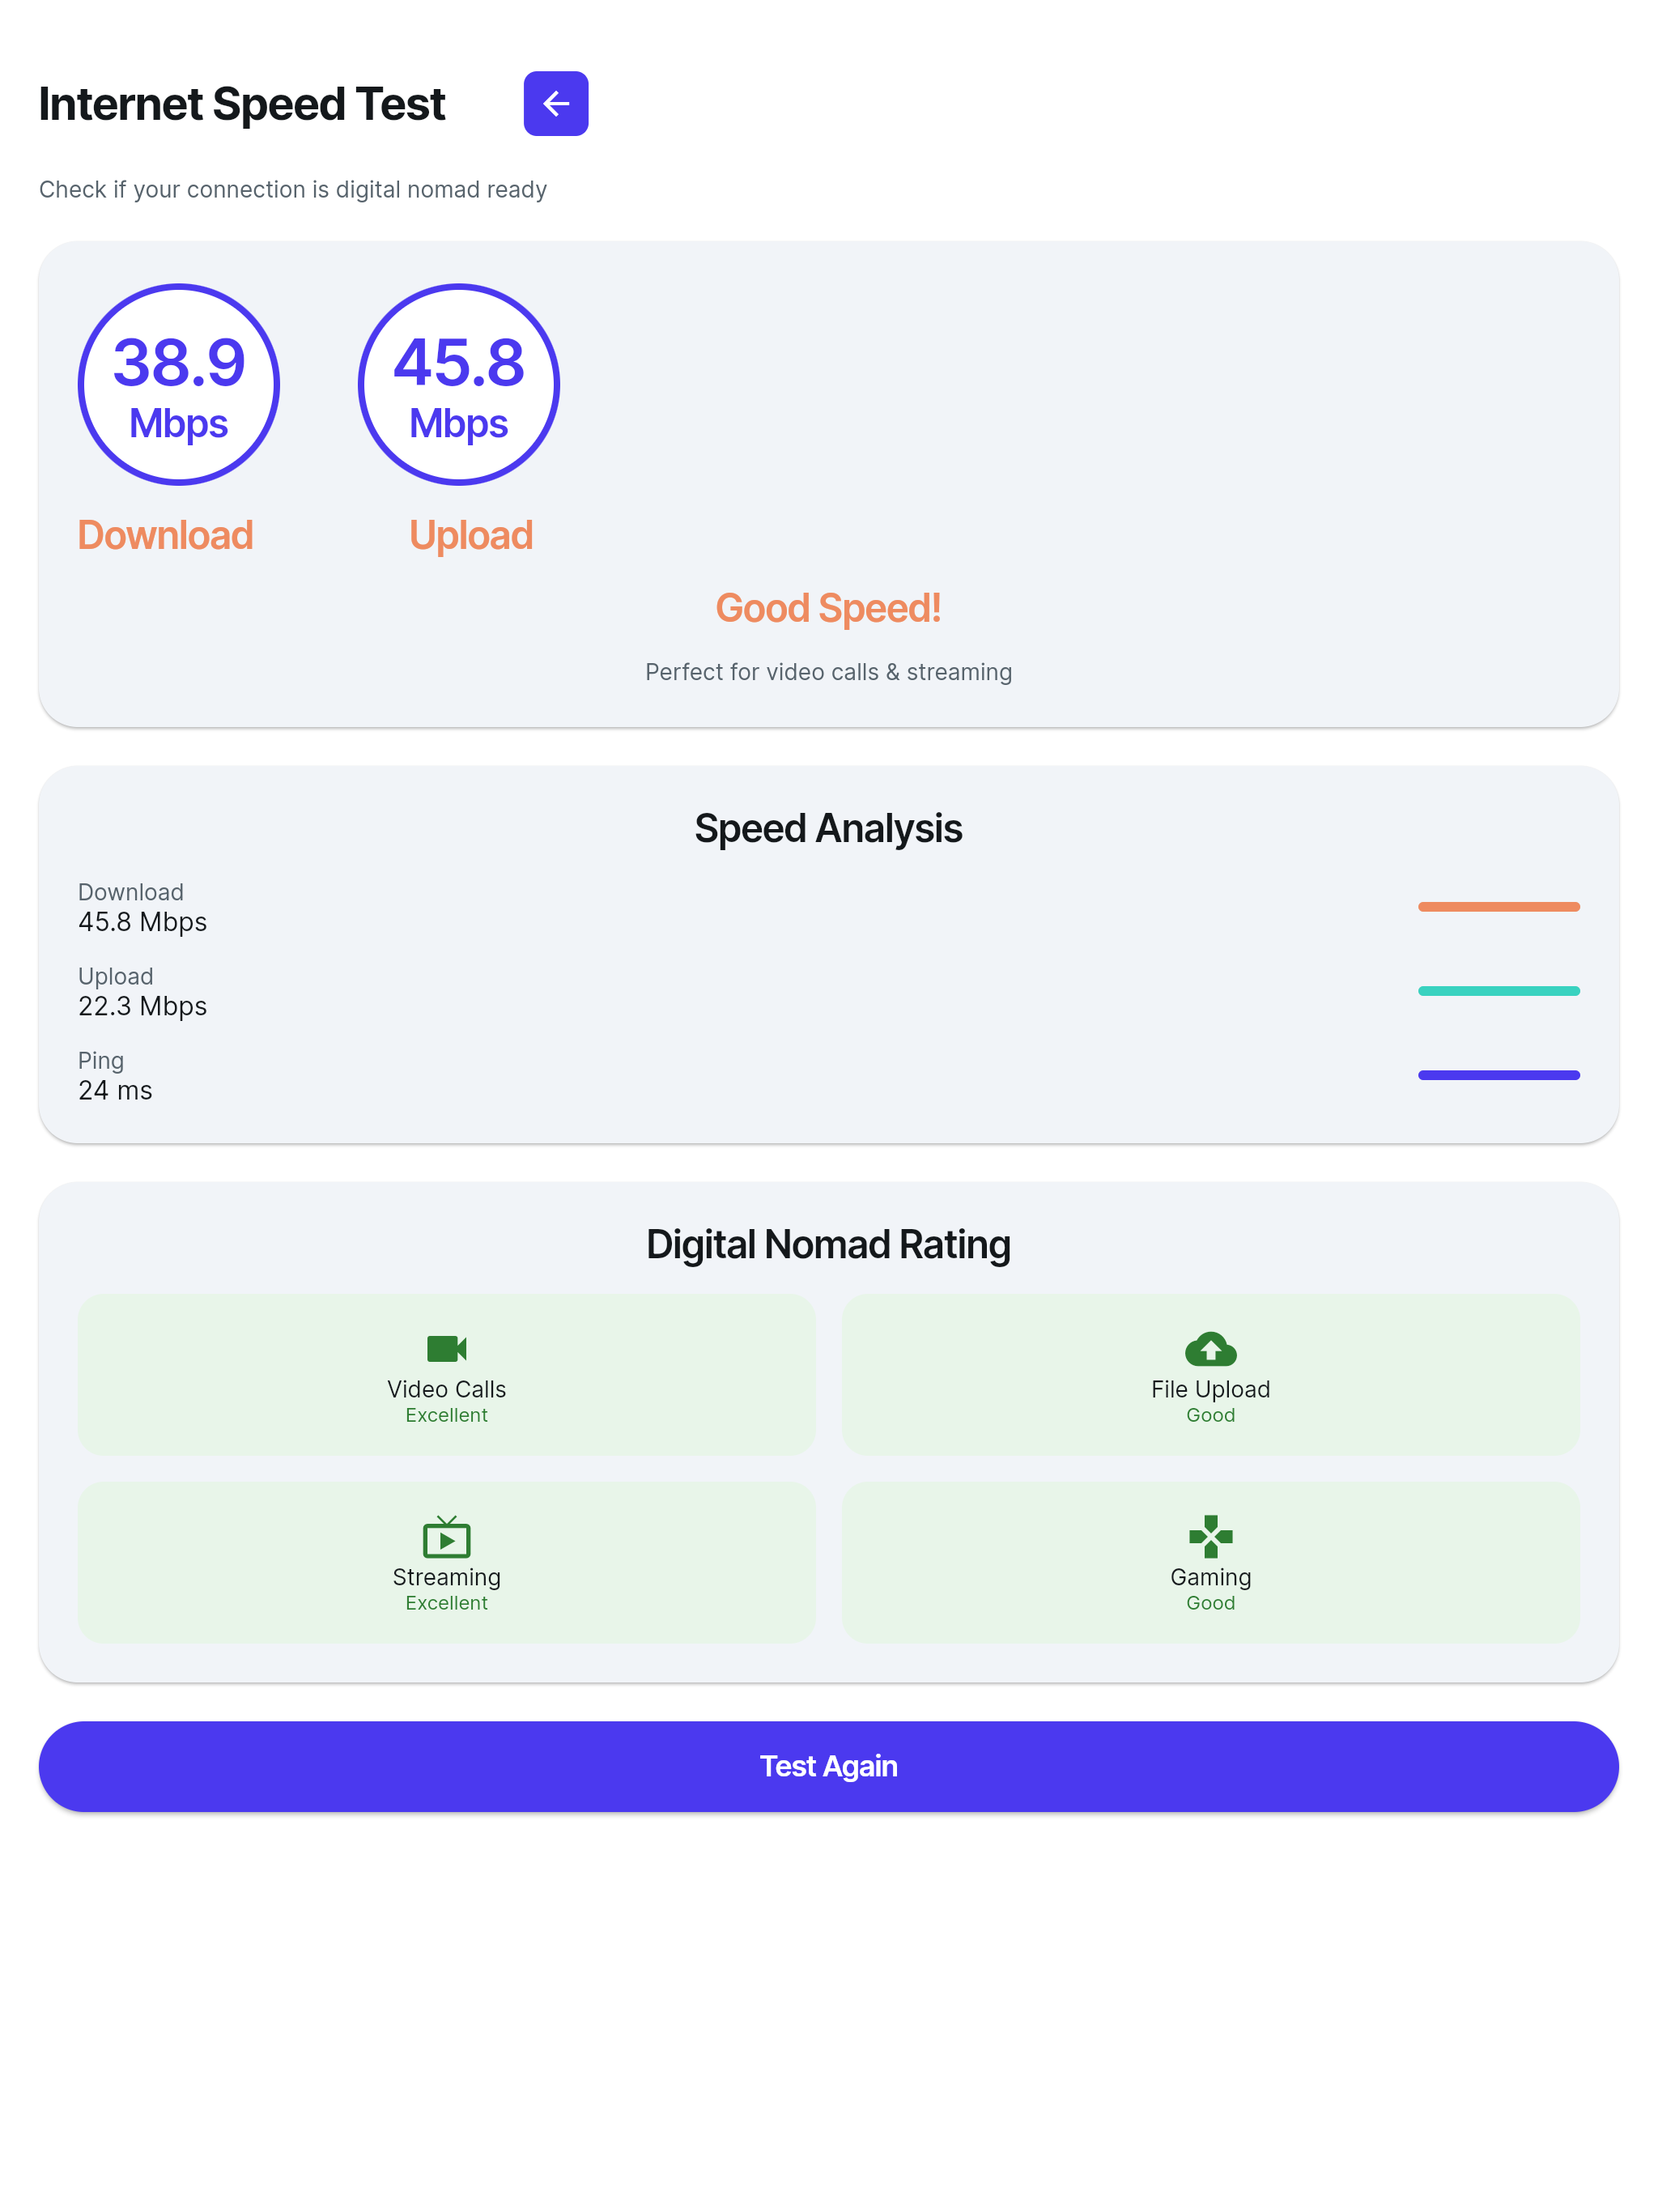 Internet Speed Test
Check if your connection is digital nomad ready
38.9
Mbps
45.8
Mbps
Download
Upload
Good Speed!
Perfect for video calls & streaming
Speed Analysis
Download
45.8 Mbps
Upload
22.3 Mbps
Ping
24 ms
Digital Nomad Rating
Video Calls
Excellent
File Upload
Good
Streaming
Excellent
Gaming
Good
Test Again